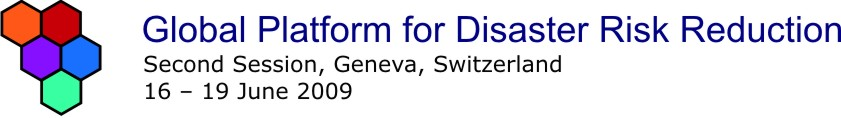 Global Platform for Disaster Risk Reduction
Second Session, Geneva, Switzerland
16 – 19 June 2009